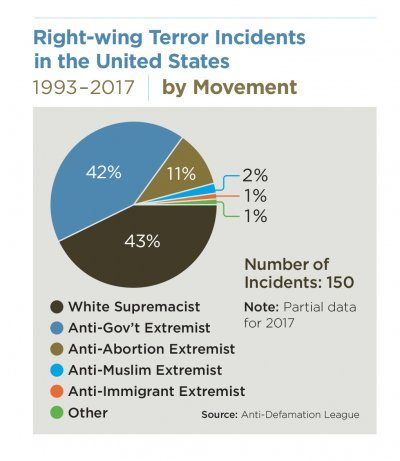 Right-wing Terror Incidents
in the United States
1993–2017 by Movement
42%
11%
2%
1%
1%
43%
Number of
Incidents: 150
Note: Partial data
for 2017
White Supremacist
Anti-Gov't Extremist
Anti-Abortion Extremist
Anti-Muslim Extremist
Anti-Immigrant Extremist
Other
Source: Anti-Defamation League